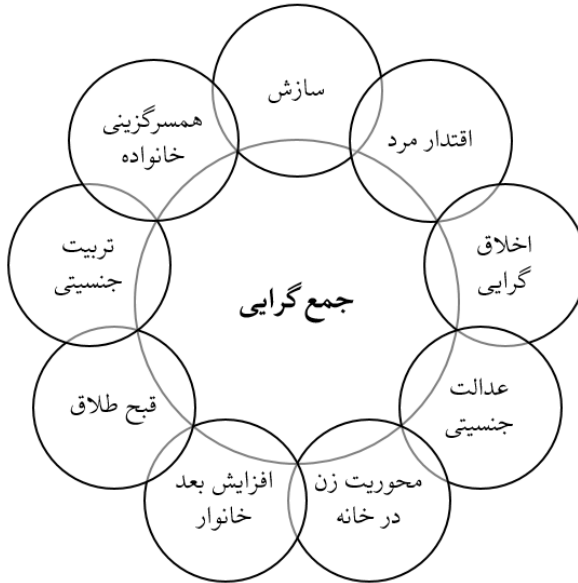 سازش
اقتدار مرد
اخلاق
گرایی
عدالت
جنسیتی
محوریت زن
در خانه
افزایش بعد
خانوار
قبح طلاق
تربیت
جنسیتی
همسرگزینی
خانواده
جمع گرایی